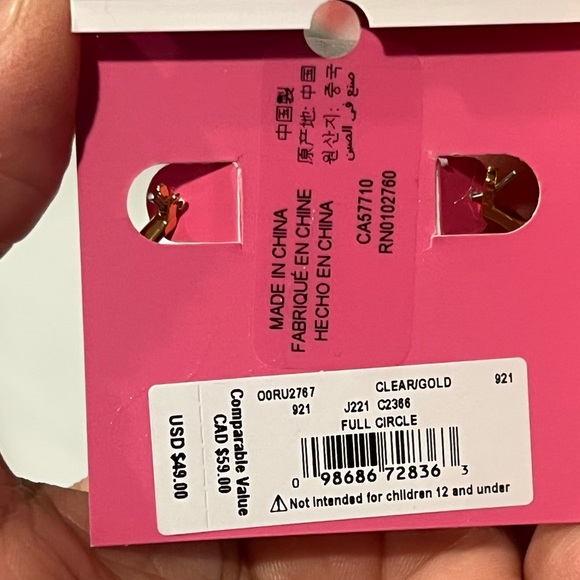 中国製
原产地: 中国
원산지: 중국
صنع في الصين
MADE IN CHINA
FABRIQUÉ EN CHINE
HECHO EN CHINA
CA57710
RN0102760
O0RU2767 CLEAR/GOLD 921
921 J221 C2366
FULL CIRCLE
0 98686 72836 3
⚠Not intended for children 12 and under
Comparable Value
CAD $59.00
USD $49.00